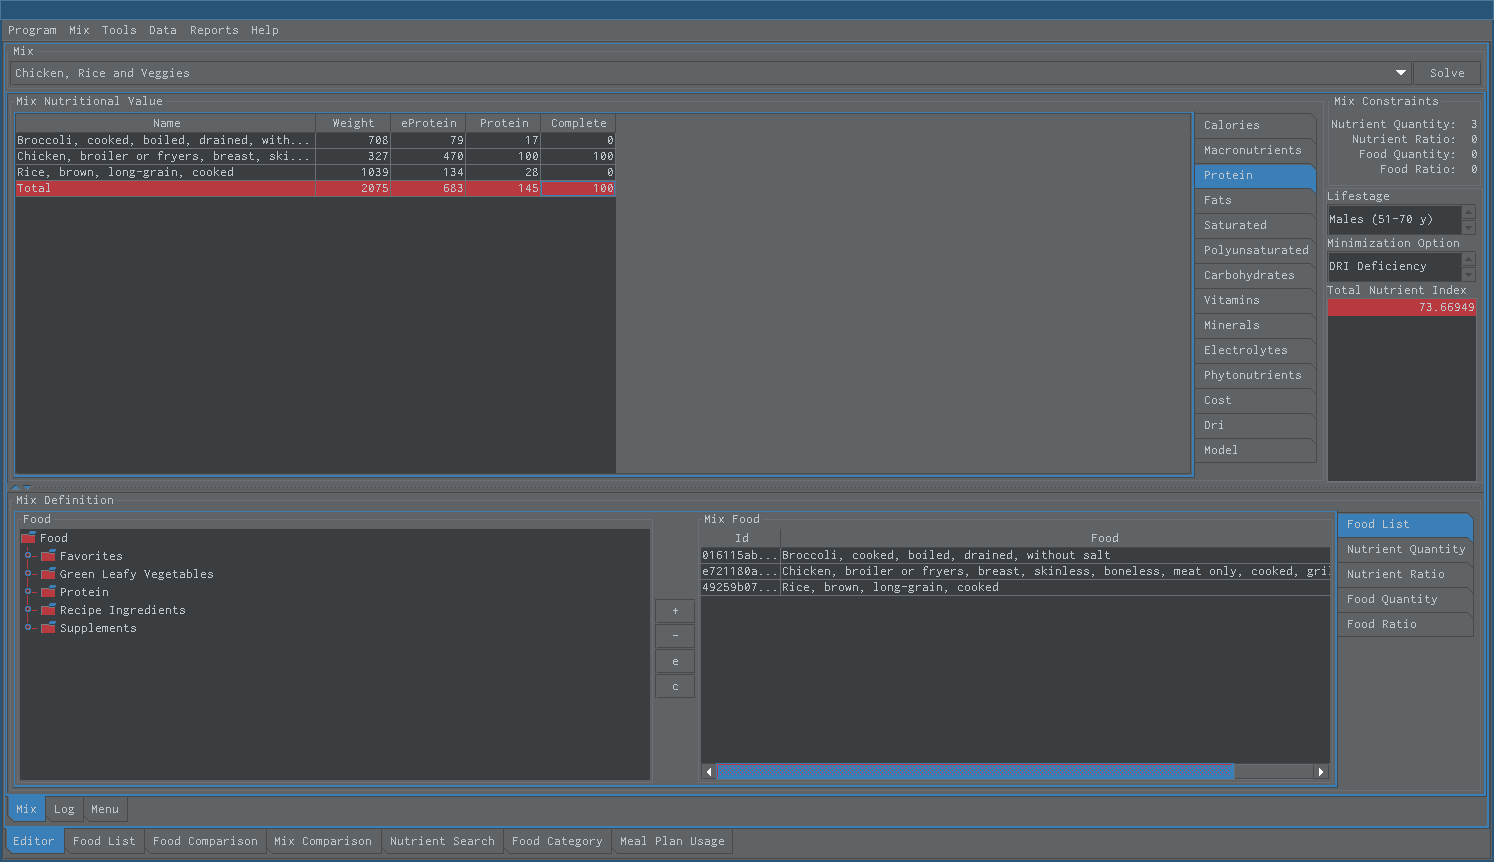 Program Mix Tools Data Reports Help
Mix
Chicken, Rice and Veggies
Solve
Mix Nutritional Value
Name Weight eProtein Protein Complete
Broccoli, cooked, boiled, drained, with... 708 79 17 0
Chicken, broiler or fryers, breast, ski... 327 470 100 100
Rice, brown, long-grain, cooked 1039 134 28 0
Total 2075 683 145 100
Calories
Macronutrients
Protein
Fats
Saturated
Polyunsaturated
Carbohydrates
Vitamins
Minerals
Electrolytes
Phytonutrients
Cost
Dri
Model
Mix Constraints
Nutrient Quantity: 3
Nutrient Ratio: 0
Food Quantity: 0
Food Ratio: 0
Lifestage
Males (51-70 y)
Minimization Option
DRI Deficiency
Total Nutrient Index
73.66949
Mix Definition
Food
Food
Favorites
Green Leafy Vegetables
Protein
Recipe Ingredients
Supplements
+
-
e
c
Mix Food
Id Food
016115ab... Broccoli, cooked, boiled, drained, without salt
e721180a... Chicken, broiler or fryers, breast, skinless, boneless, meat only, cooked, gril
49259b07... Rice, brown, long-grain, cooked
Food List
Nutrient Quantity
Nutrient Ratio
Food Quantity
Food Ratio
Mix Log Menu
Editor Food List Food Comparison Mix Comparison Nutrient Search Food Category Meal Plan Usage